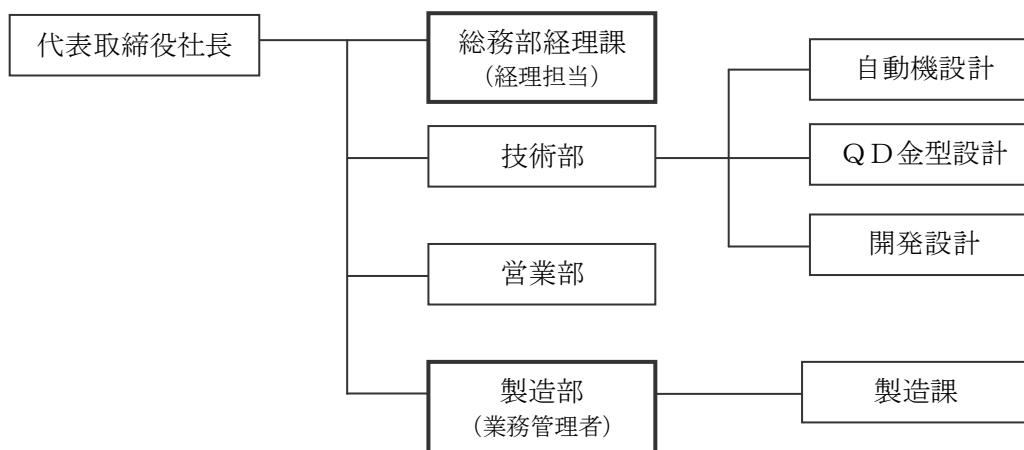 代表取締役社長
総務部経理課
（経理担当）
技術部
自動機設計
ＱＤ金型設計
開発設計
営業部
製造部
（業務管理者）
製造課